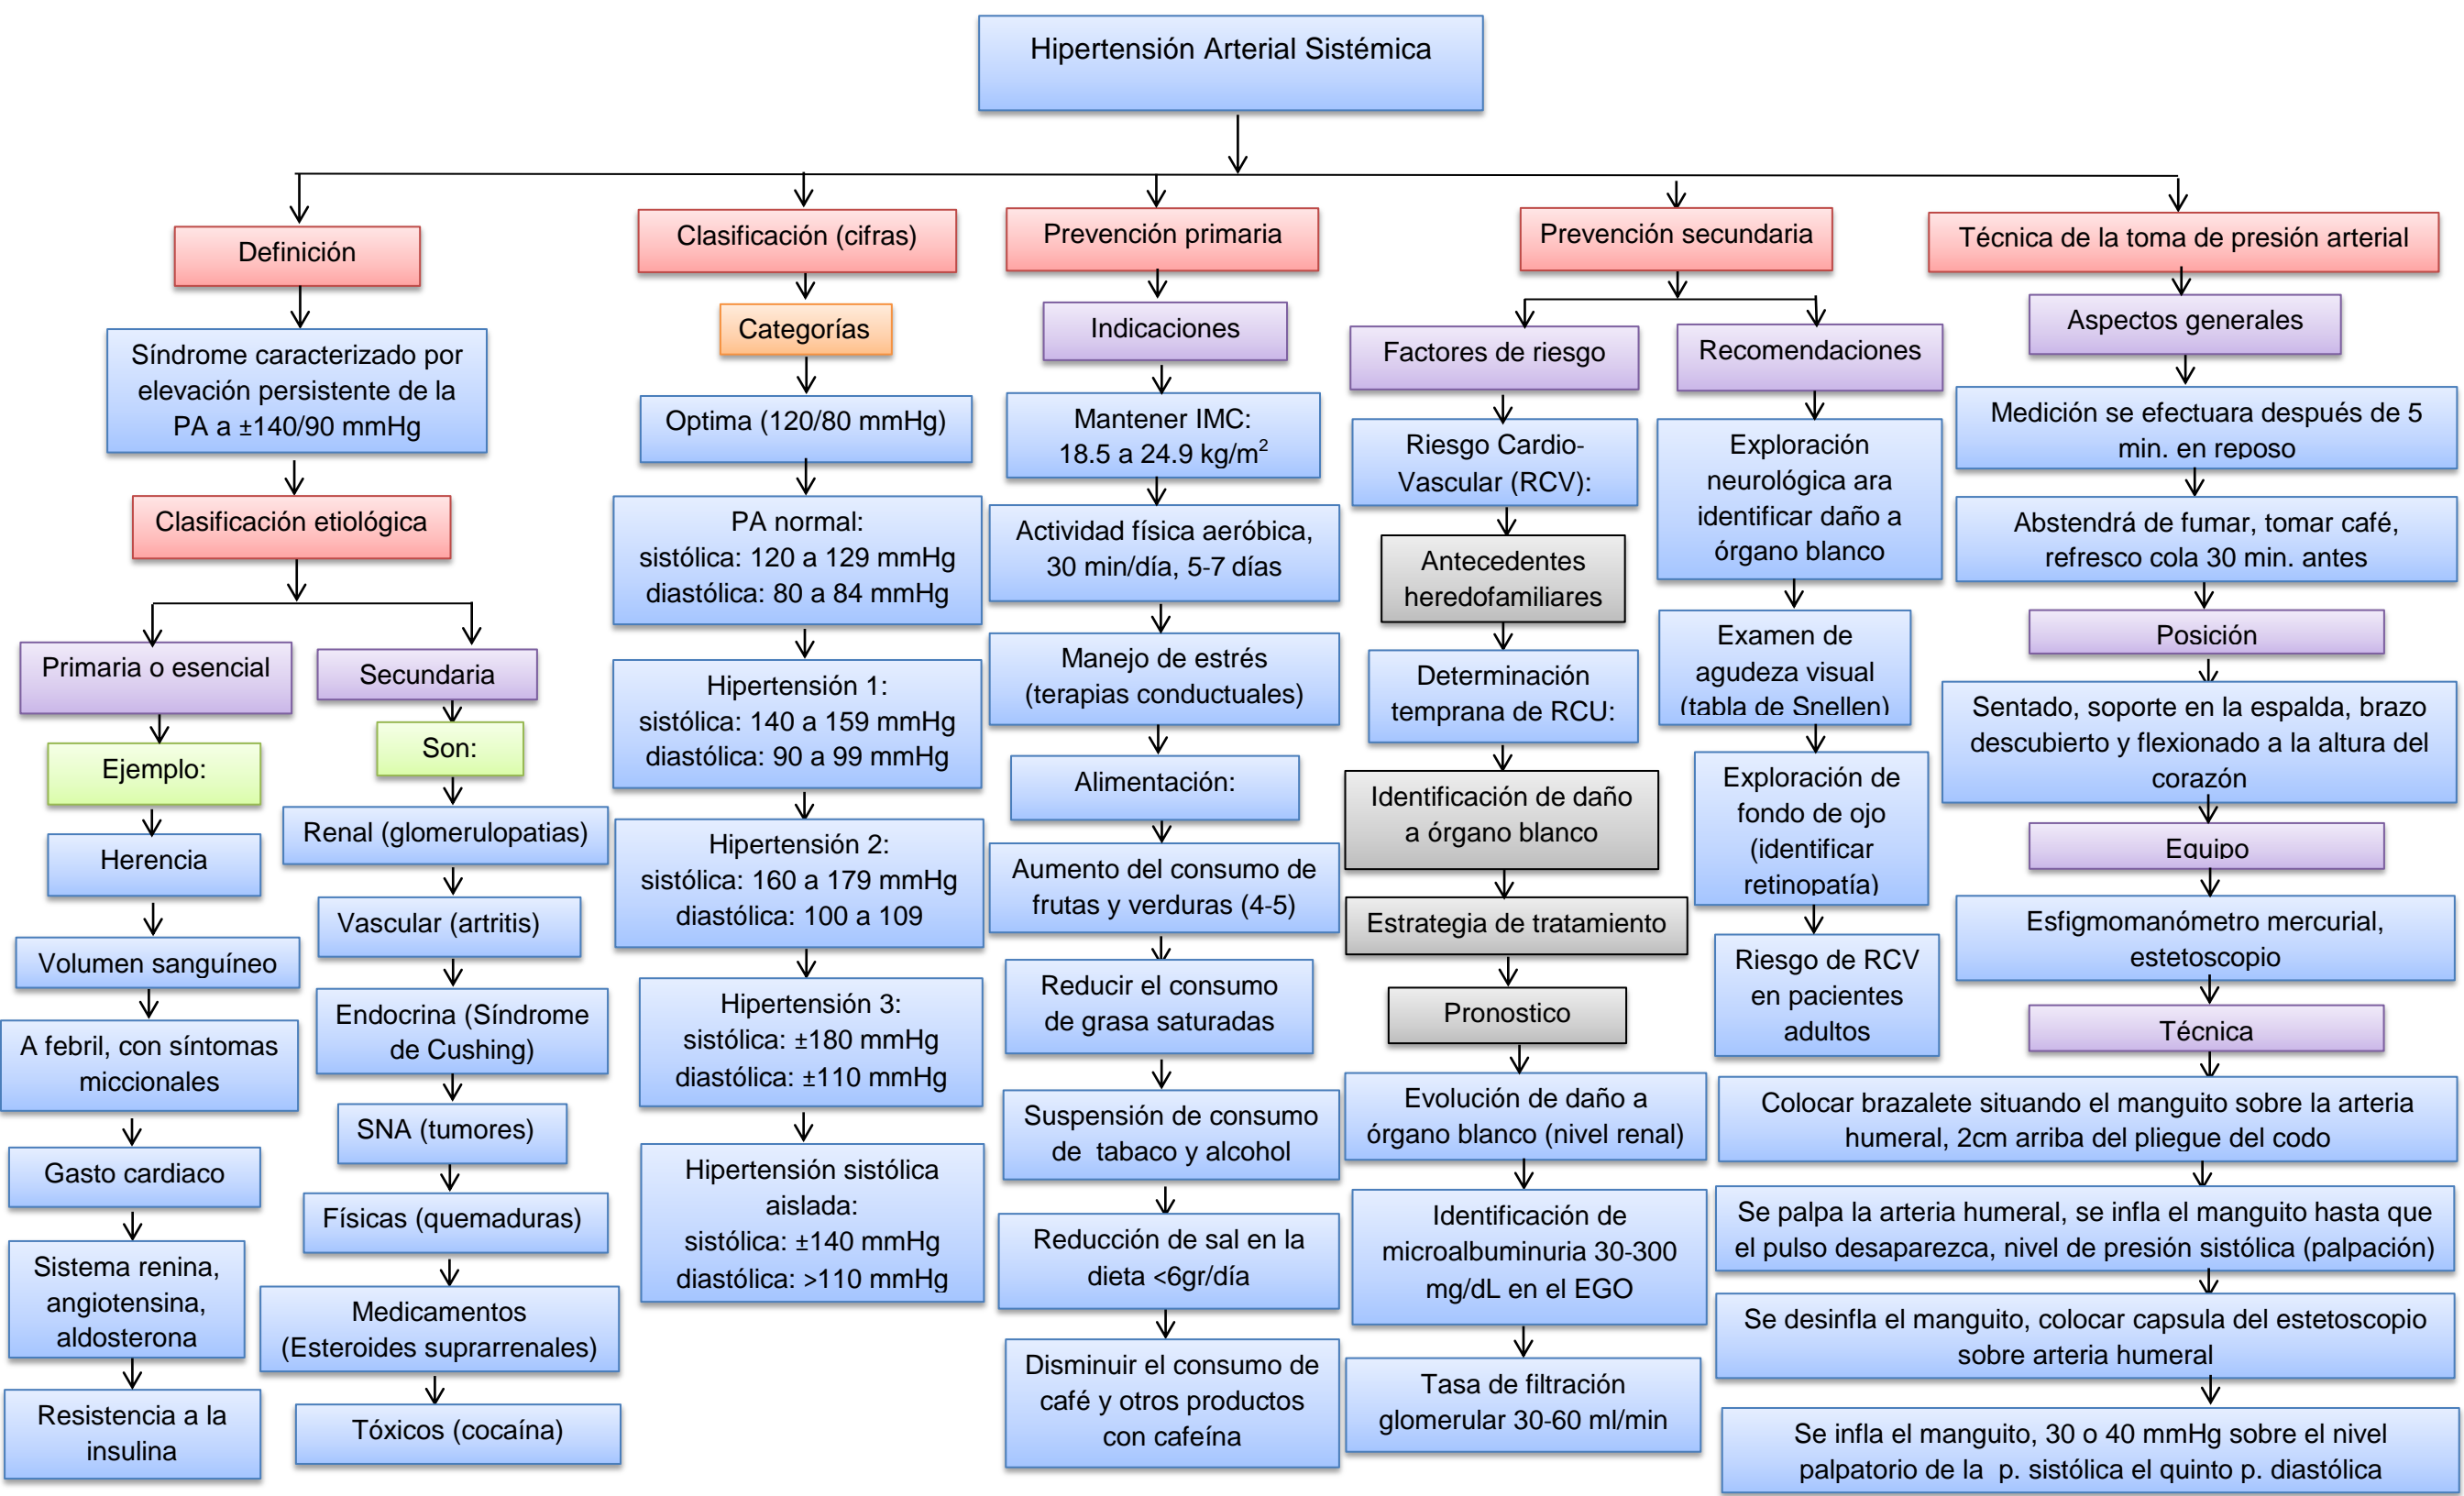 Hipertensión Arterial Sistémica
Definición
Síndrome caracterizado por
elevación persistente de la
PA a ±140/90 mmHg
Clasificación etiológica
Primaria o esencial
Ejemplo:
Herencia
Volumen sanguíneo
A febril, con síntomas
miccionales
Gasto cardiaco
Sistema renina,
angiotensina,
aldosterona
Resistencia a la
insulina
Secundaria
Son:
Renal (glomerulopatias)
Vascular (artritis)
Endocrina (Síndrome
de Cushing)
SNA (tumores)
Físicas (quemaduras)
Medicamentos
(Esteroides suprarrenales)
Tóxicos (cocaína)
Clasificación (cifras)
Categorías
Optima (120/80 mmHg)
PA normal:
sistólica: 120 a 129 mmHg
diastólica: 80 a 84 mmHg
Hipertensión 1:
sistólica: 140 a 159 mmHg
diastólica: 90 a 99 mmHg
Hipertensión 2:
sistólica: 160 a 179 mmHg
diastólica: 100 a 109
Hipertensión 3:
sistólica: ±180 mmHg
diastólica: ±110 mmHg
Hipertensión sistólica
aislada:
sistólica: ±140 mmHg
diastólica: >110 mmHg
Prevención primaria
Indicaciones
Mantener IMC:
18.5 a 24.9 kg/m²
Actividad física aeróbica,
30 min/día, 5-7 días
Manejo de estrés
(terapias conductuales)
Alimentación:
Aumento del consumo de
frutas y verduras (4-5)
Reducir el consumo
de grasa saturadas
Suspensión de consumo
de tabaco y alcohol
Reducción de sal en la
dieta <6gr/día
Disminuir el consumo de
café y otros productos
con cafeína
Prevención secundaria
Factores de riesgo
Riesgo Cardio-
Vascular (RCV):
Antecedentes
heredofamiliares
Determinación
temprana de RCU:
Identificación de daño
a órgano blanco
Estrategia de tratamiento
Pronostico
Evolución de daño a
órgano blanco (nivel renal)
Identificación de
microalbuminuria 30-300
mg/dL en el EGO
Tasa de filtración
glomerular 30-60 ml/min
Recomendaciones
Exploración
neurológica ara
identificar daño a
órgano blanco
Examen de
agudeza visual
(tabla de Snellen)
Exploración de
fondo de ojo
(identificar
retinopatía)
Riesgo de RCV
en pacientes
adultos
Técnica de la toma de presión arterial
Aspectos generales
Medición se efectuara después de 5
min. en reposo
Abstendrá de fumar, tomar café,
refresco cola 30 min. antes
Posición
Sentado, soporte en la espalda, brazo
descubierto y flexionado a la altura del
corazón
Equipo
Esfigmomanómetro mercurial,
estetoscopio
Técnica
Colocar brazalete situando el manguito sobre la arteria
humeral, 2cm arriba del pliegue del codo
Se palpa la arteria humeral, se infla el manguito hasta que
el pulso desaparezca, nivel de presión sistólica (palpación)
Se desinfla el manguito, colocar capsula del estetoscopio
sobre arteria humeral
Se infla el manguito, 30 o 40 mmHg sobre el nivel
palpatorio de la p. sistólica el quinto p. diastólica